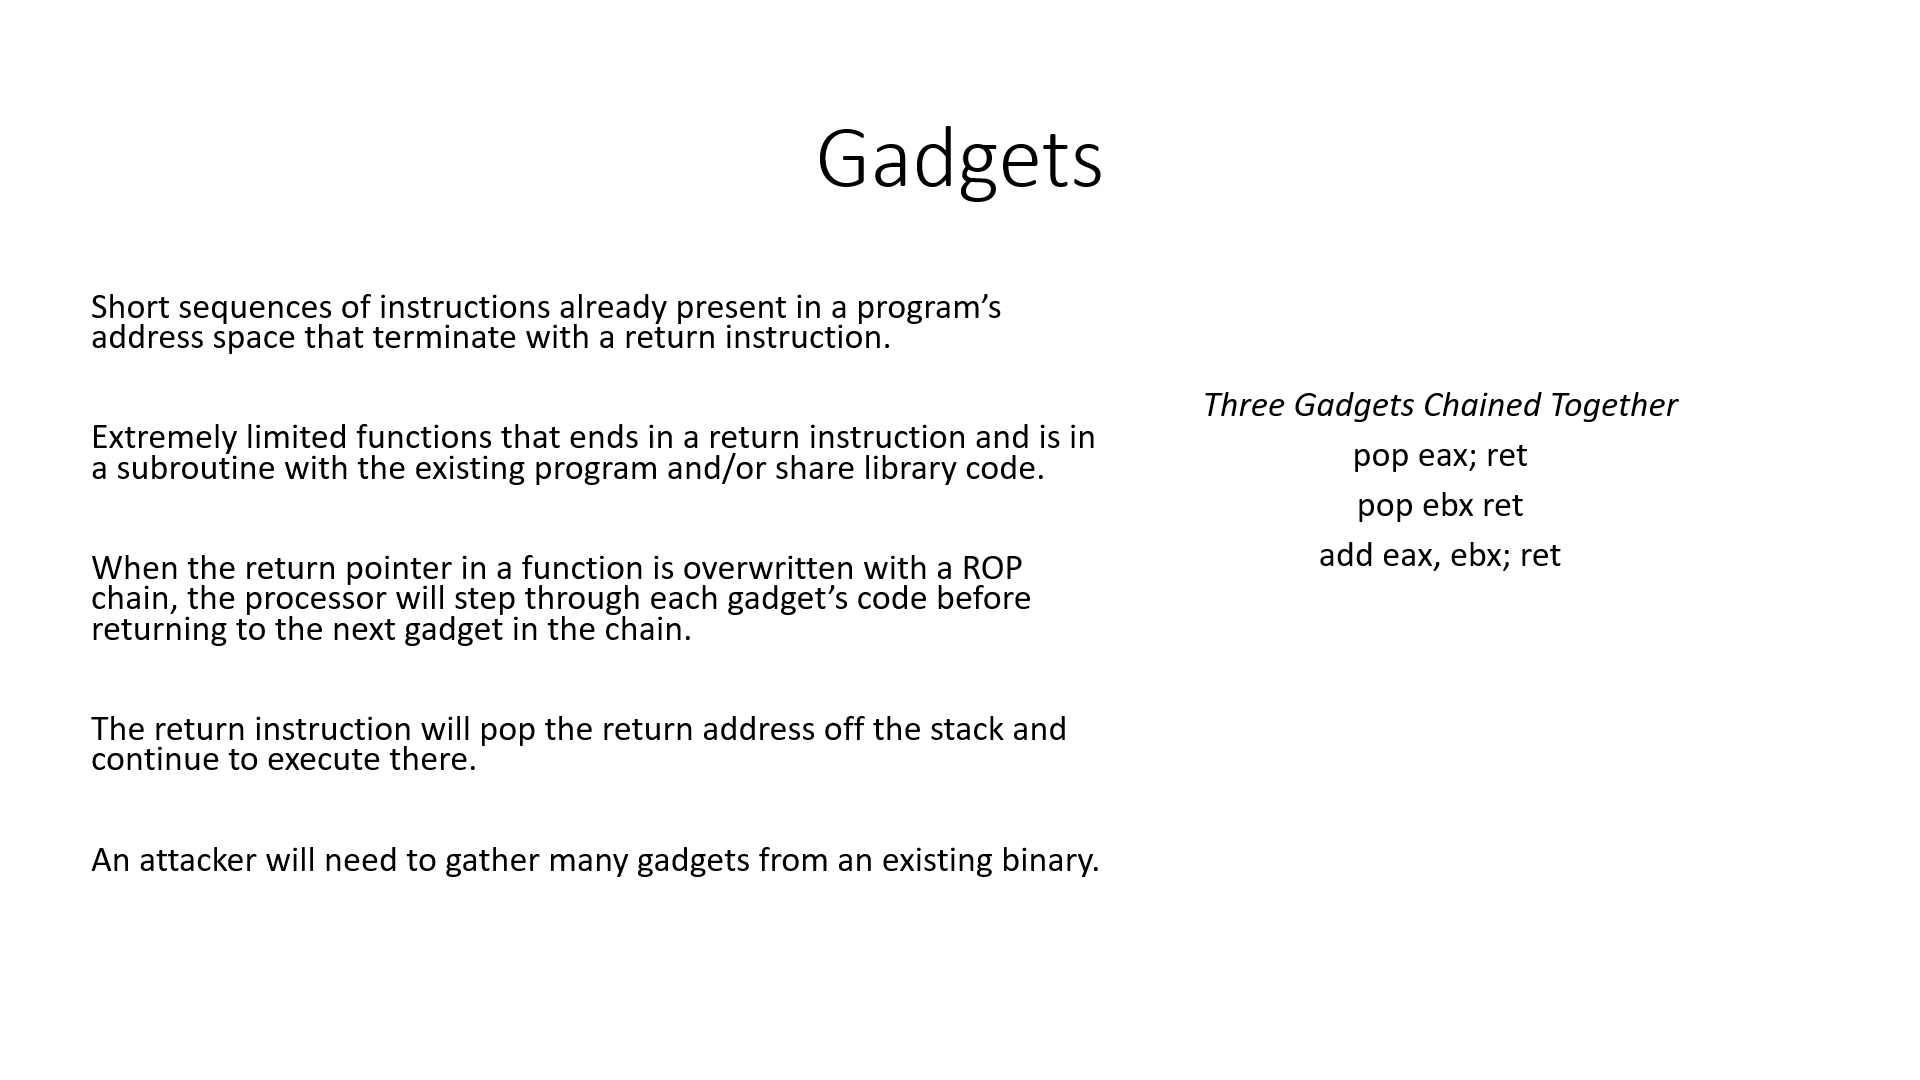 Gadgets
Short sequences of instructions already present in a program’s
address space that terminate with a return instruction.
Extremely limited functions that ends in a return instruction and is in
a subroutine with the existing program and/or share library code.
When the return pointer in a function is overwritten with a ROP
chain, the processor will step through each gadget’s code before
returning to the next gadget in the chain.
The return instruction will pop the return address off the stack and
continue to execute there.
An attacker will need to gather many gadgets from an existing binary.
Three Gadgets Chained Together
pop eax; ret
pop ebx ret
add eax, ebx; ret